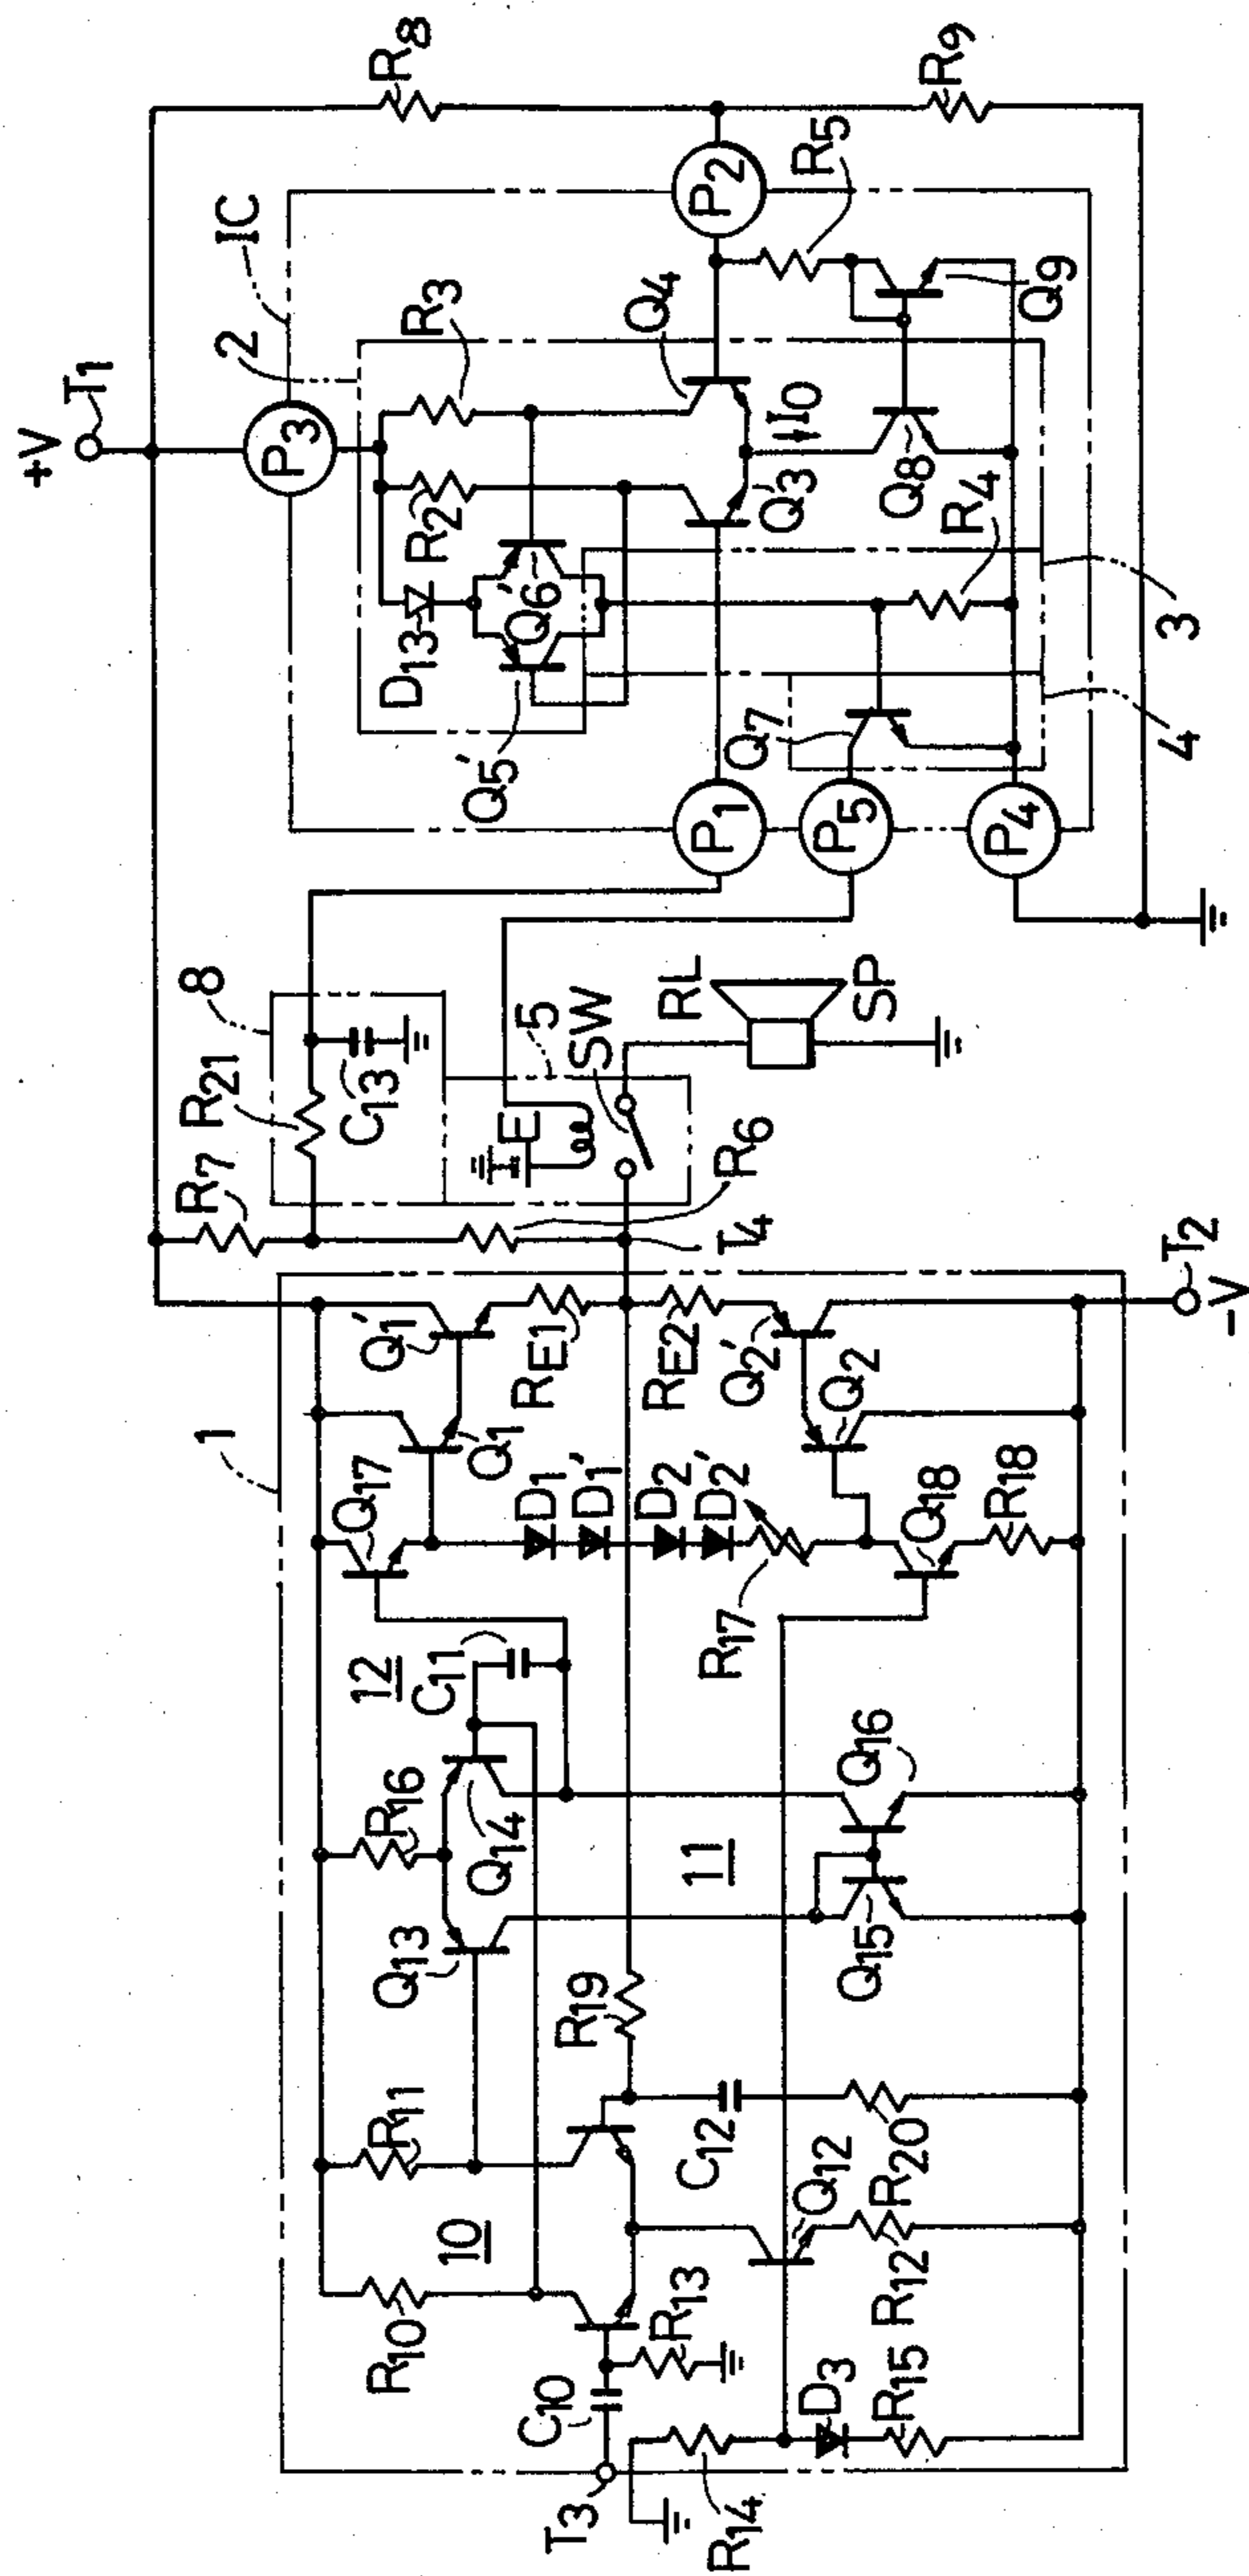 +V
T1
R8
IC
2
P3
R3
R2
D13
Q6'
Q5'
Q4
P2
R5
Q3
I0
Q8
Q9
R4
R9
Q7
P1
P5
P4
3
4
8
R21
C13
R7
5
E
SW
RL
SP
R6
T4
1
Q1'
Q17
Q1
RE1
D1
D1'
D2
D2'
RE2
Q2'
Q2
R17
Q18
R18
T2
-V
12
C11
R16
Q14
Q13
11
Q16
Q15
R19
R11
10
R10
C12
Q12
R20
R12
R13
C10
T3
D3
R15
R14